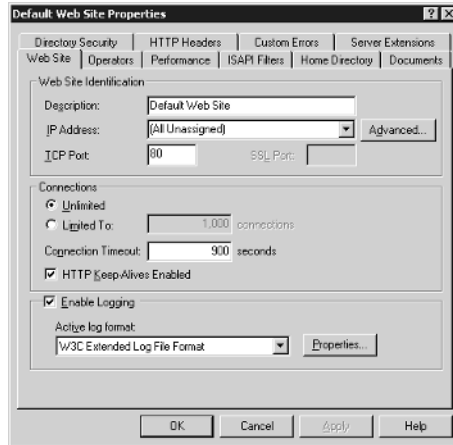 Default Web Site Properties
Directory Security HTTP Headers Custom Errors Server Extensions
Web Site Operators Performance ISAPI Filters Home Directory Documents
Web Site Identification
Description: Default Web Site
IP Address: (All Unassigned) Advanced...
TCP Port: 80 SSL Port:
Connections
Unlimited
Limited To: 1,000 connections
Connection Timeout: 900 seconds
HTTP Keep-Alives Enabled
Enable Logging
Active log format:
W3C Extended Log File Format Properties...
OK Cancel Apply Help